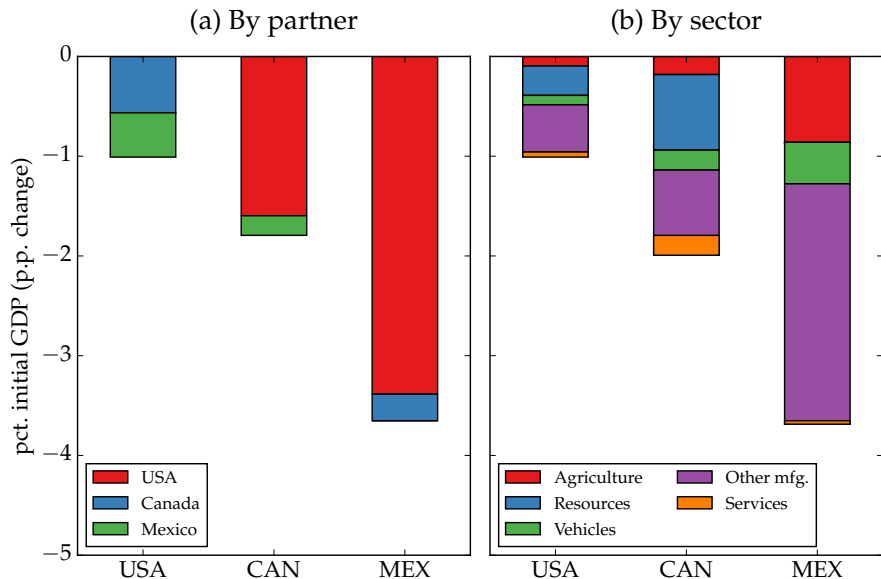 (a) By partner
(b) By sector
pct. initial GDP (p.p. change)
0
−1
−2
−3
−4
−5
USA
Canada
Mexico
Agriculture
Resources
Vehicles
Other mfg.
Services
USA CAN MEX
USA CAN MEX